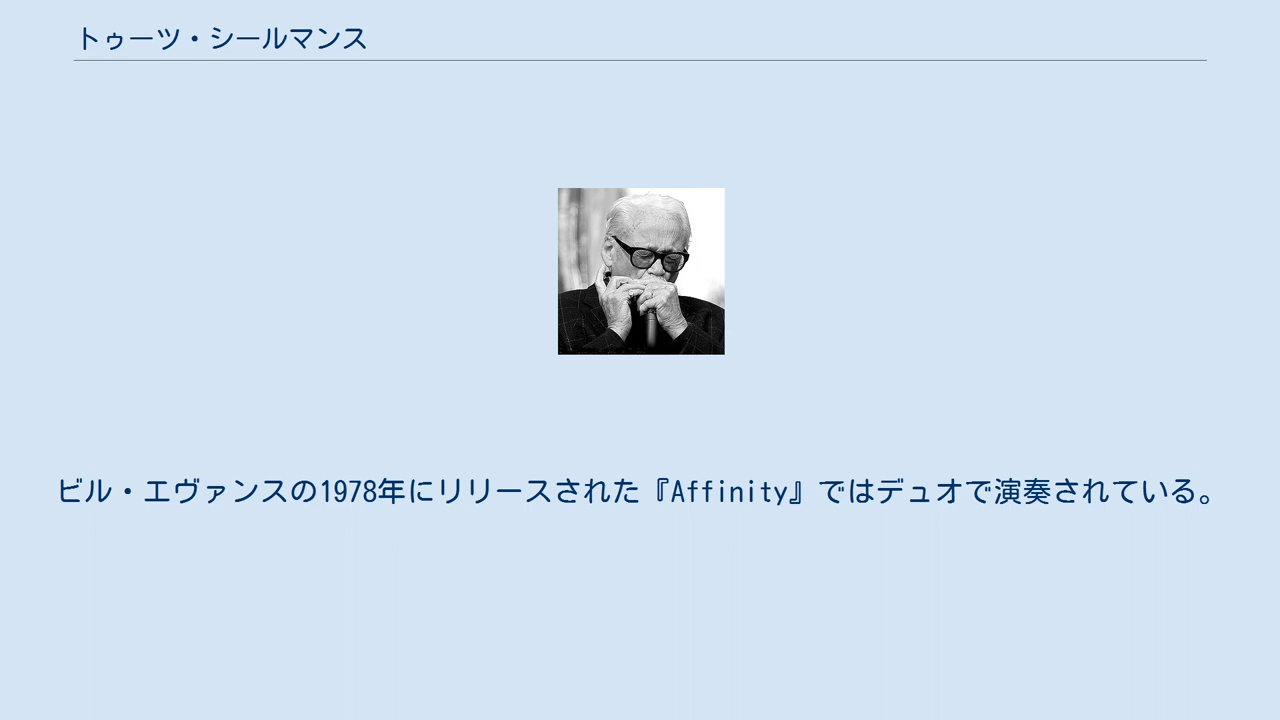 トゥーツ・シールマンス
ビル・エヴァンスの1978年にリリースされた『Affinity』ではデュオで演奏されている。